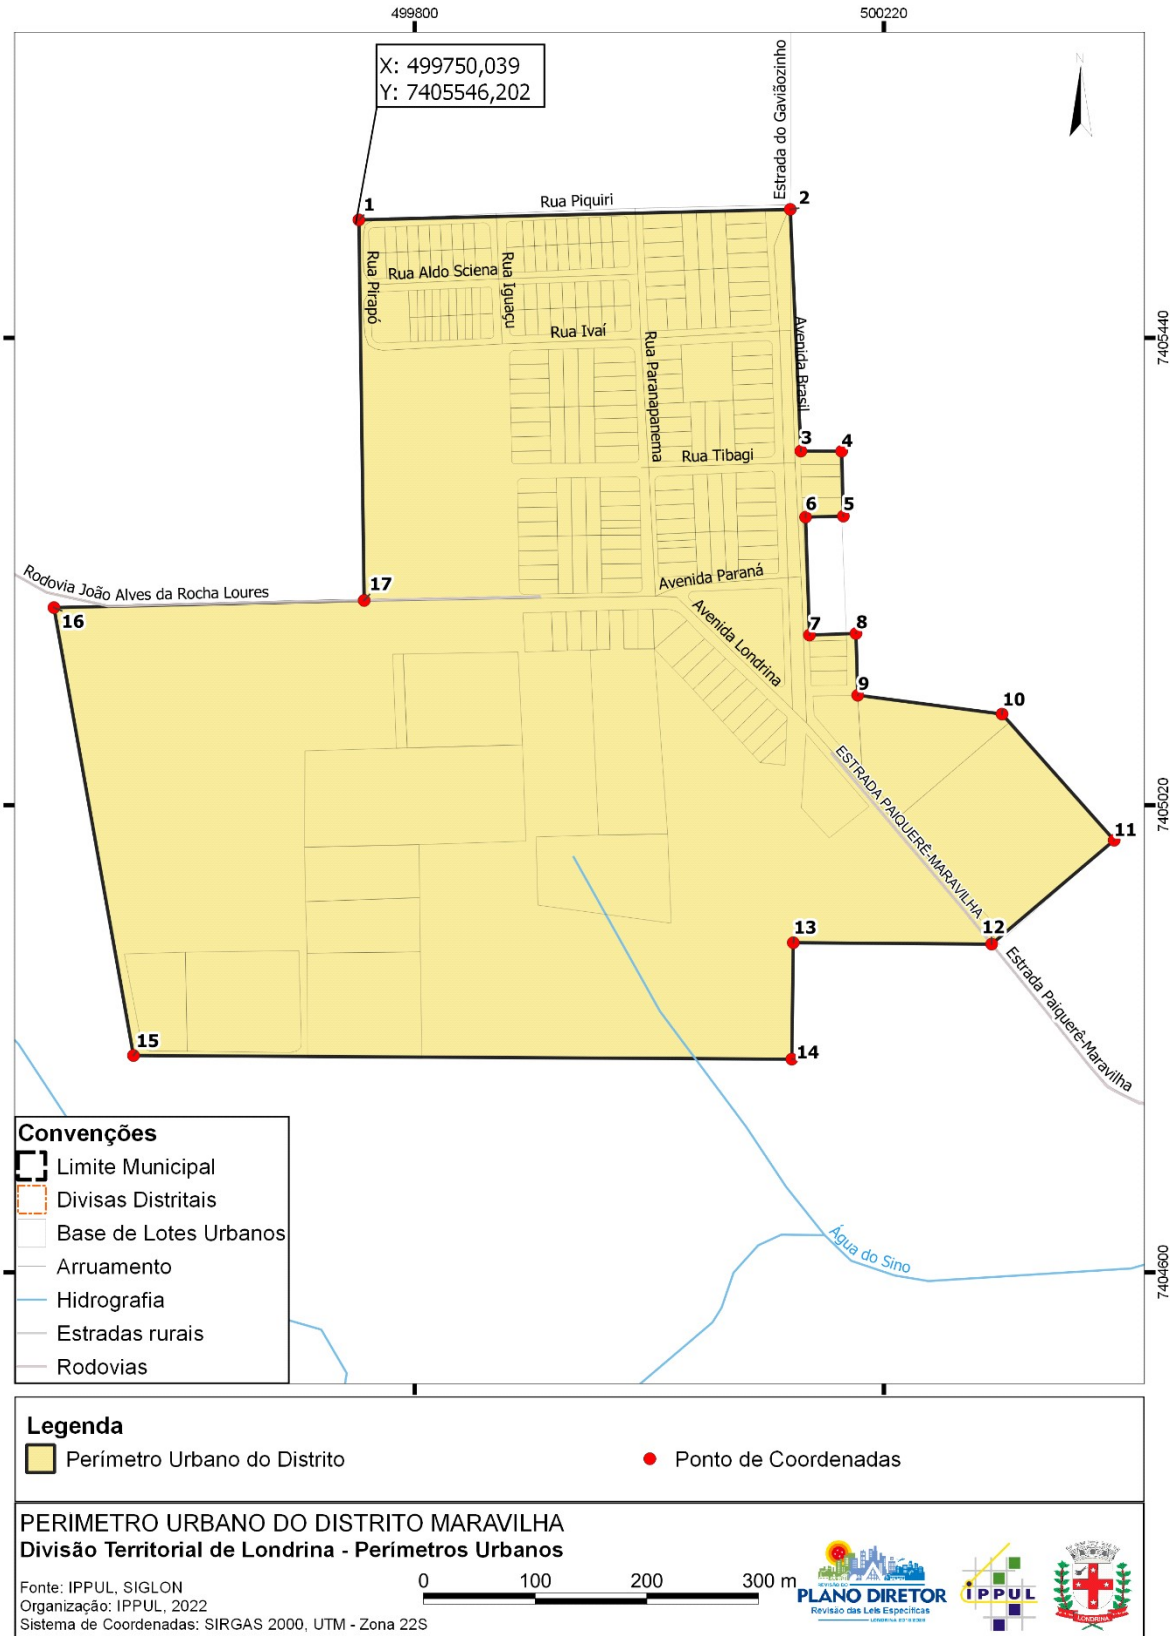 499800
500220
X: 499750,039
Y: 7405546,202
Estrada do Gaviãozinho
N
1
Rua Piquiri
2
Rua Pirapó
Rua Aldo Sciena
Rua Iguaçu
Rua Ivaí
Rua Paranapanema
Avenida Brasil
7405440
3
4
Rua Tibagi
6
5
Rodovia João Alves da Rocha Loures
17
Avenida Paraná
16
Avenida Londrina
7
8
9
10
ESTRADA PAIQUERÊ-MARAVILHA
7405020
11
13
12
Estrada Paiquerê-Maravilha
15
14
Água do Sino
7404600
Convenções
Limite Municipal
Divisas Distritais
Base de Lotes Urbanos
Arruamento
Hidrografia
Estradas rurais
Rodovias
Legenda
Perímetro Urbano do Distrito
Ponto de Coordenadas
PERIMETRO URBANO DO DISTRITO MARAVILHA
Divisão Territorial de Londrina - Perímetros Urbanos
Fonte: IPPUL, SIGLON
Organização: IPPUL, 2022
Sistema de Coordenadas: SIRGAS 2000, UTM - Zona 22S
0 100 200 300 m
REVISÃO DO
PLANO DIRETOR
Revisão das Leis Específicas
IPPUL
LONDRINA